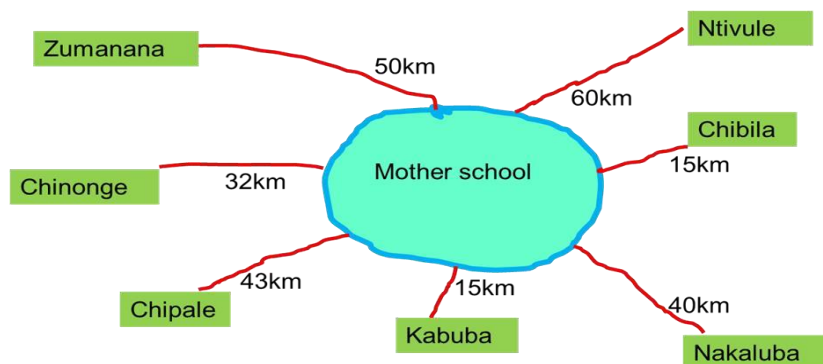 Zumanana
Ntivule
50km
60km
Chibila
Mother school
15km
Chinonge
32km
43km
15km
Chipale
40km
Kabuba
Nakaluba